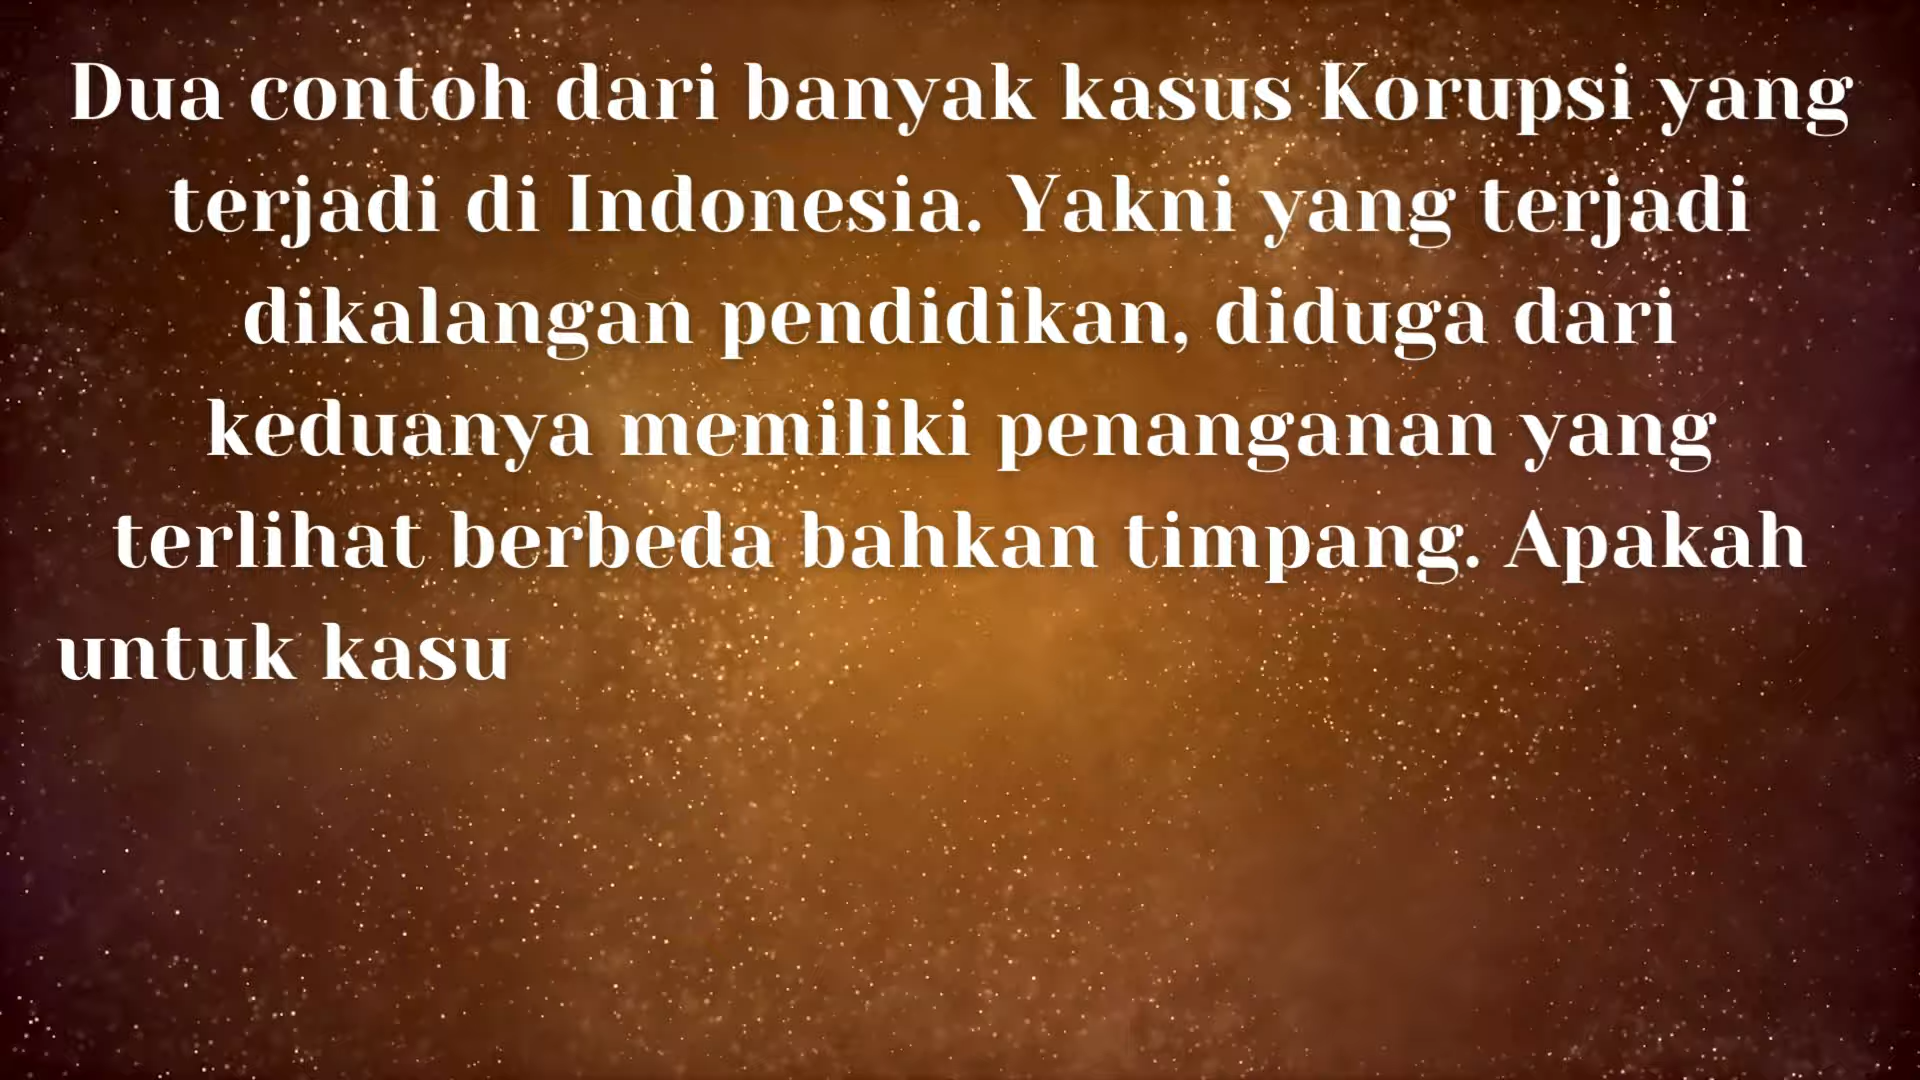 Dua contoh dari banyak kasus Korupsi yang
terjadi di Indonesia. Yakni yang terjadi
dikalangan pendidikan, diduga dari
keduanya memiliki penanganan yang
terlihat berbeda bahkan timpang. Apakah
untuk kasu